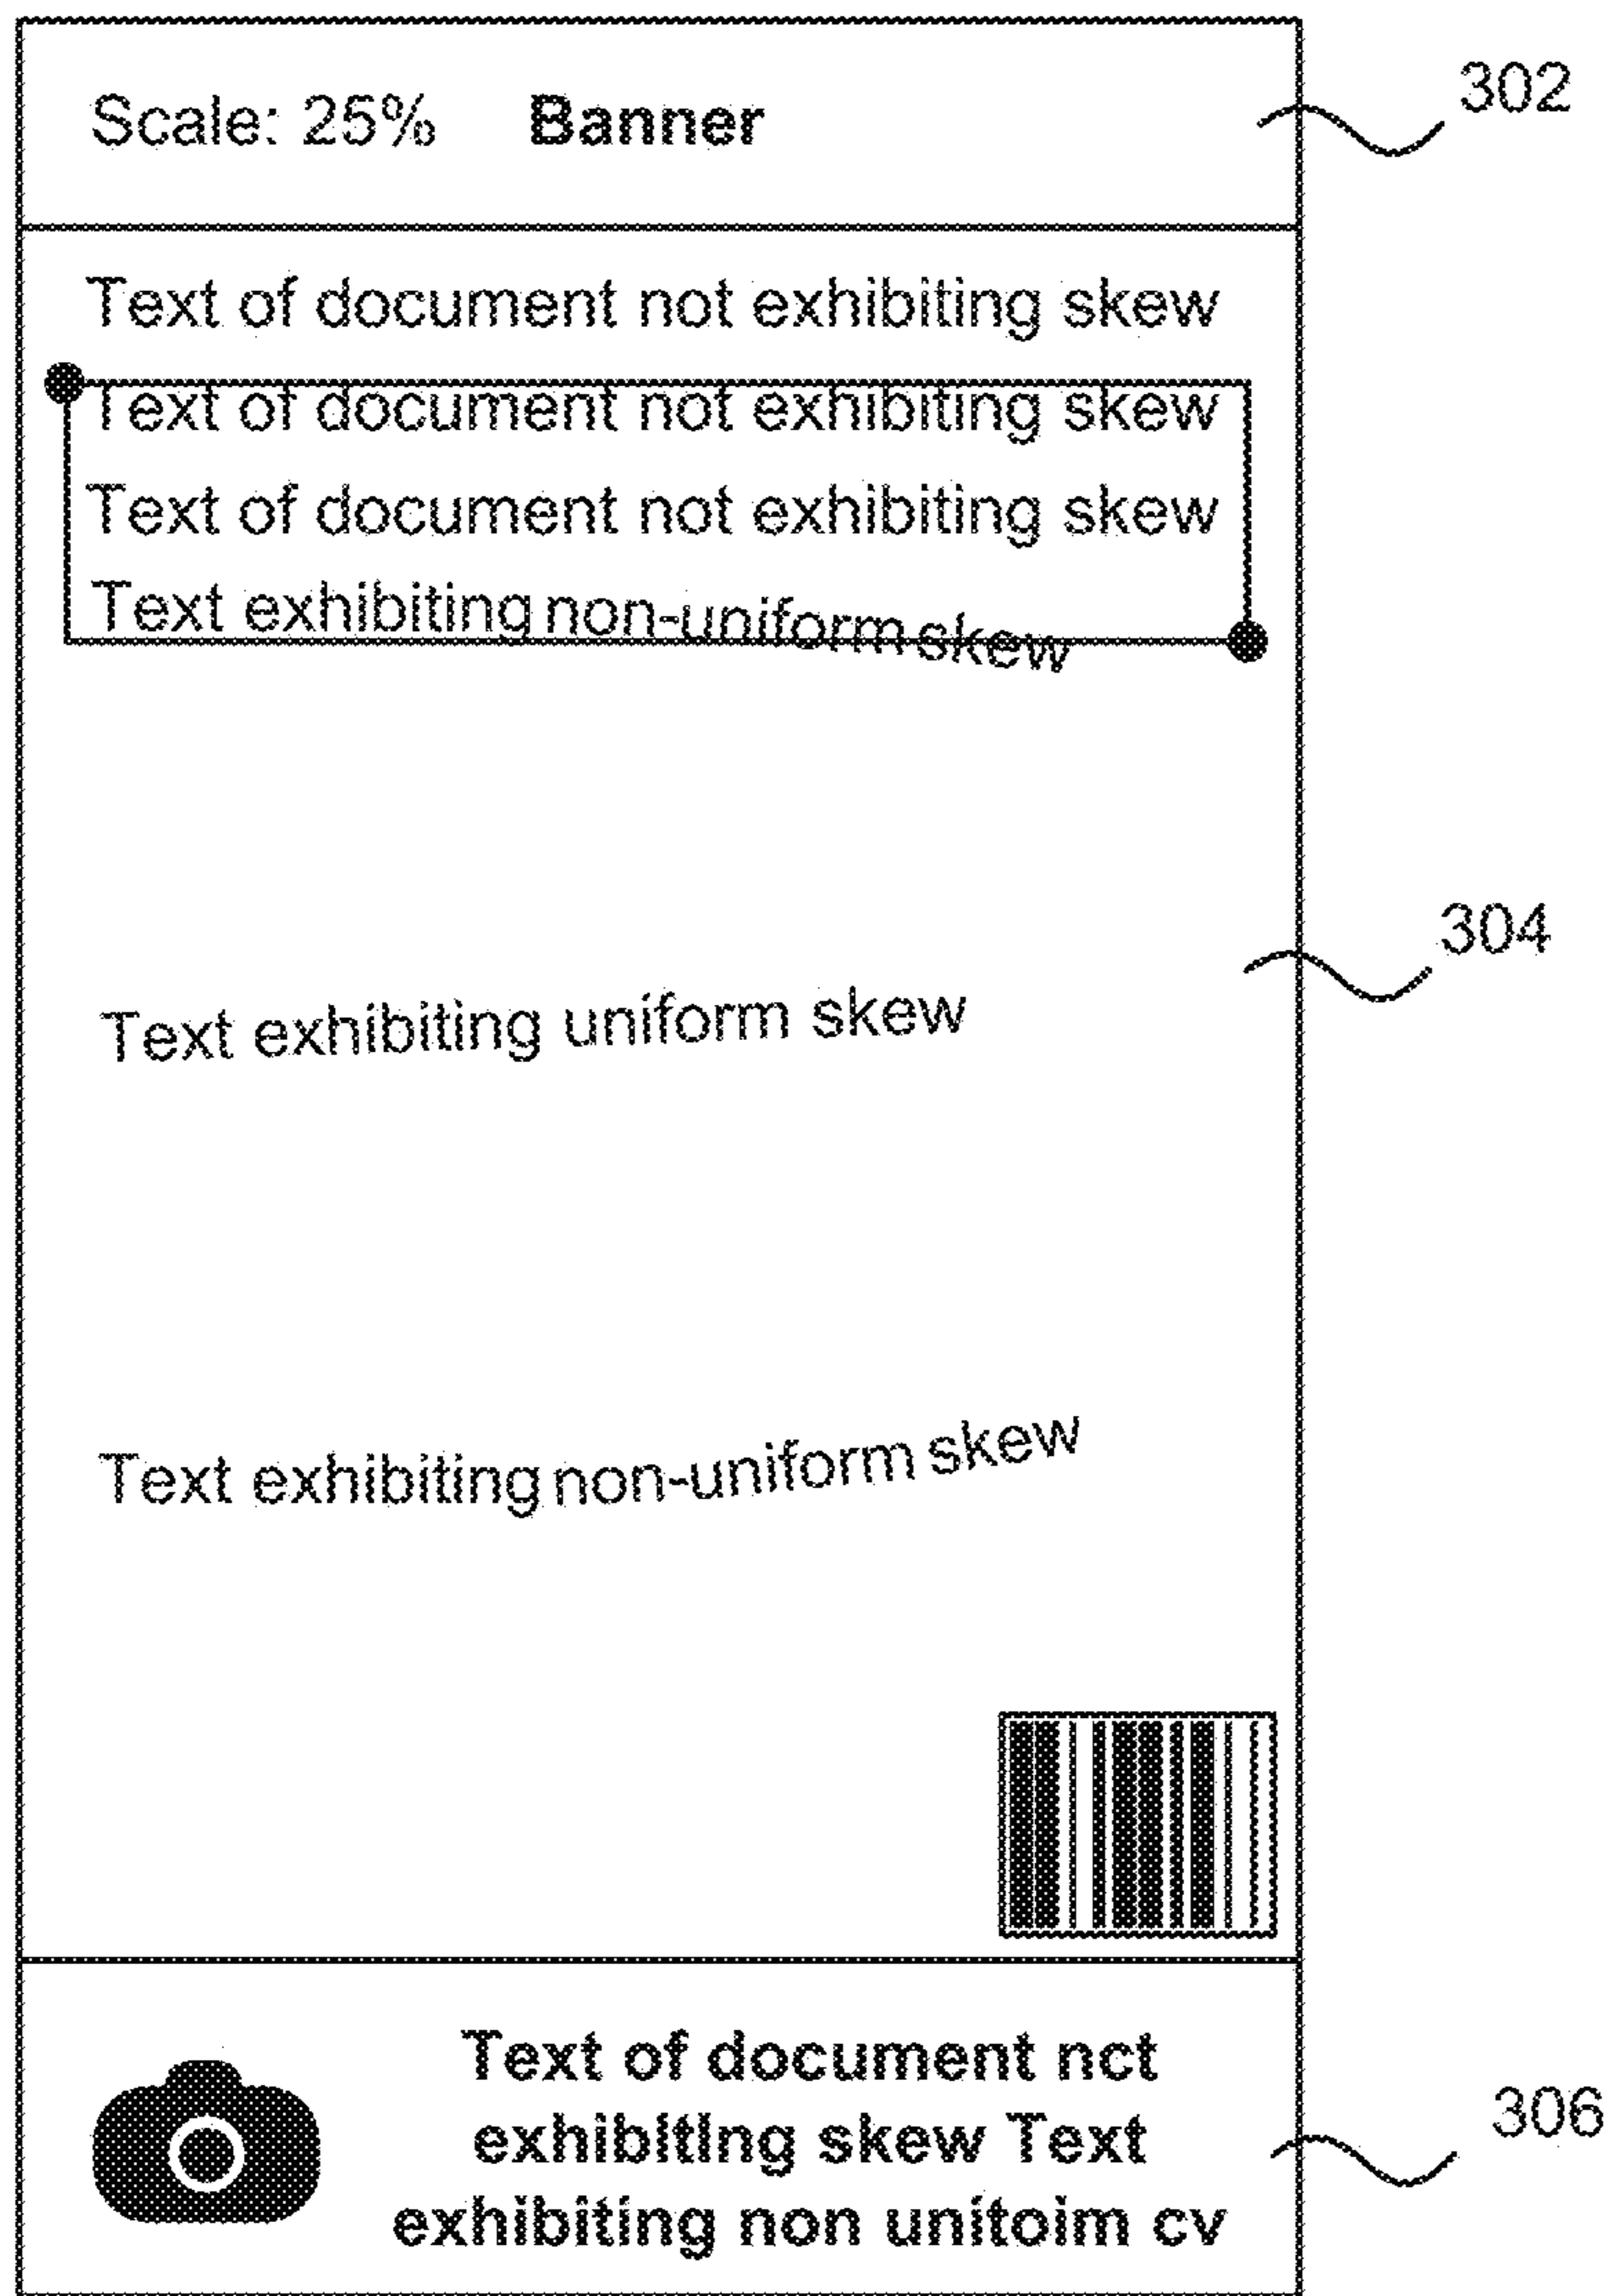 Scale: 25% Banner
302
Text of document not exhibiting skew
Text of document not exhibiting skew
Text of document not exhibiting skew
Text exhibiting non-uniform skew
304
Text exhibiting uniform skew
Text exhibiting non-uniform skew
Text of document nct
exhibitlng skew Text
306
exhibiting non unitoim cv